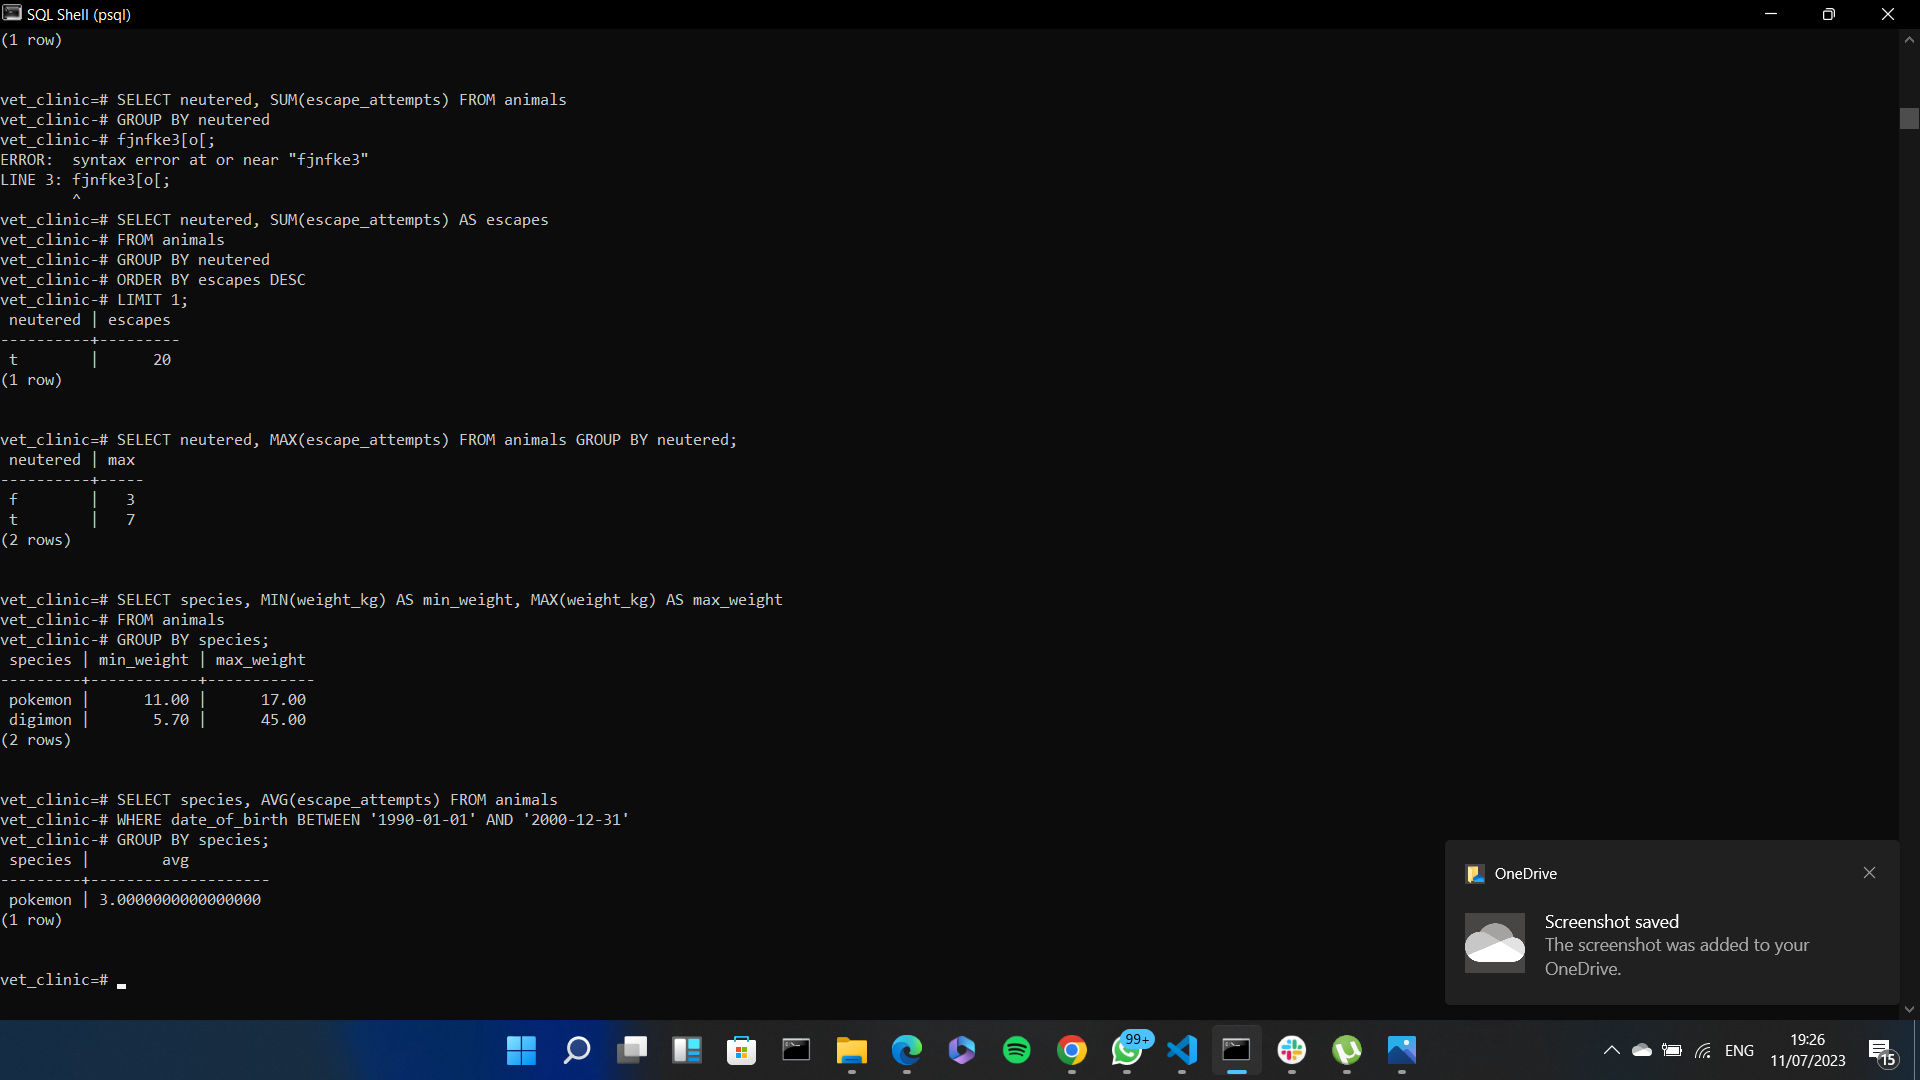 SQL Shell (psql)
(1 row)
vet_clinic=# SELECT neutered, SUM(escape_attempts) FROM animals
vet_clinic-# GROUP BY neutered
vet_clinic-# fjnfke3[o[;
ERROR:  syntax error at or near "fjnfke3"
LINE 3: fjnfke3[o[;
        ^
vet_clinic=# SELECT neutered, SUM(escape_attempts) AS escapes
vet_clinic-# FROM animals
vet_clinic-# GROUP BY neutered
vet_clinic-# ORDER BY escapes DESC
vet_clinic-# LIMIT 1;
 neutered | escapes
----------+---------
 t        |      20
(1 row)
vet_clinic=# SELECT neutered, MAX(escape_attempts) FROM animals GROUP BY neutered;
 neutered | max
----------+-----
 f        |   3
 t        |   7
(2 rows)
vet_clinic=# SELECT species, MIN(weight_kg) AS min_weight, MAX(weight_kg) AS max_weight
vet_clinic-# FROM animals
vet_clinic-# GROUP BY species;
 species | min_weight | max_weight
---------+------------+------------
 pokemon |      11.00 |      17.00
 digimon |       5.70 |      45.00
(2 rows)
vet_clinic=# SELECT species, AVG(escape_attempts) FROM animals
vet_clinic-# WHERE date_of_birth BETWEEN '1990-01-01' AND '2000-12-31'
vet_clinic-# GROUP BY species;
 species |        avg
---------+--------------------
 pokemon | 3.0000000000000000
(1 row)
vet_clinic=#
OneDrive
Screenshot saved
The screenshot was added to your
OneDrive.
99+
ENG
19:26
11/07/2023
15